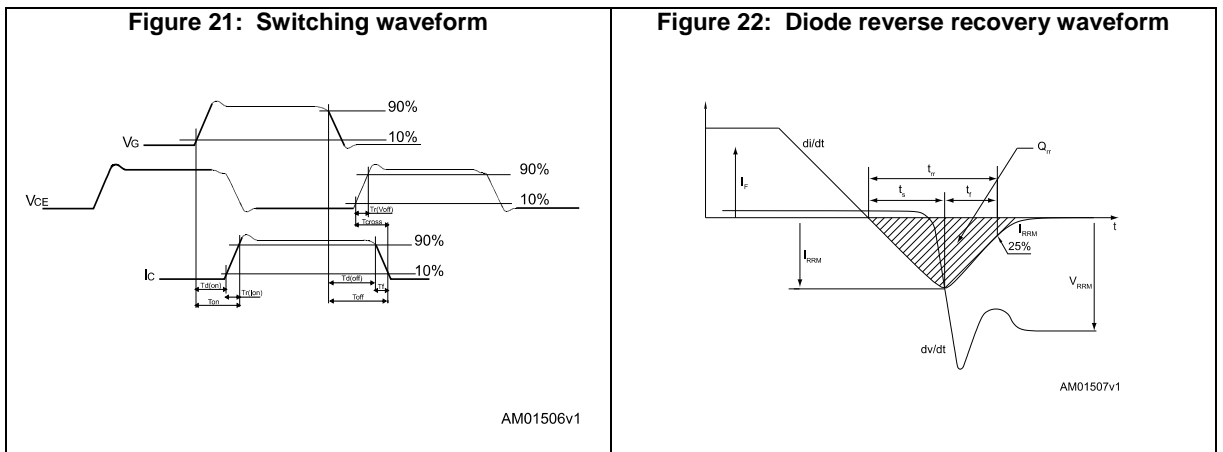 Figure 21: Switching waveform
90%
VG
10%
90%
VCE
10%
Tr(Voff)
Tcross
90%
IC
10%
Td(on)
Td(off)
Tf
Tr(Ion)
Ton
Toff
AM01506v1
Figure 22: Diode reverse recovery waveform
di/dt
Qrr
trr
IF
ts
tf
t
IRRM
IRRM
25%
VRRM
dv/dt
AM01507v1